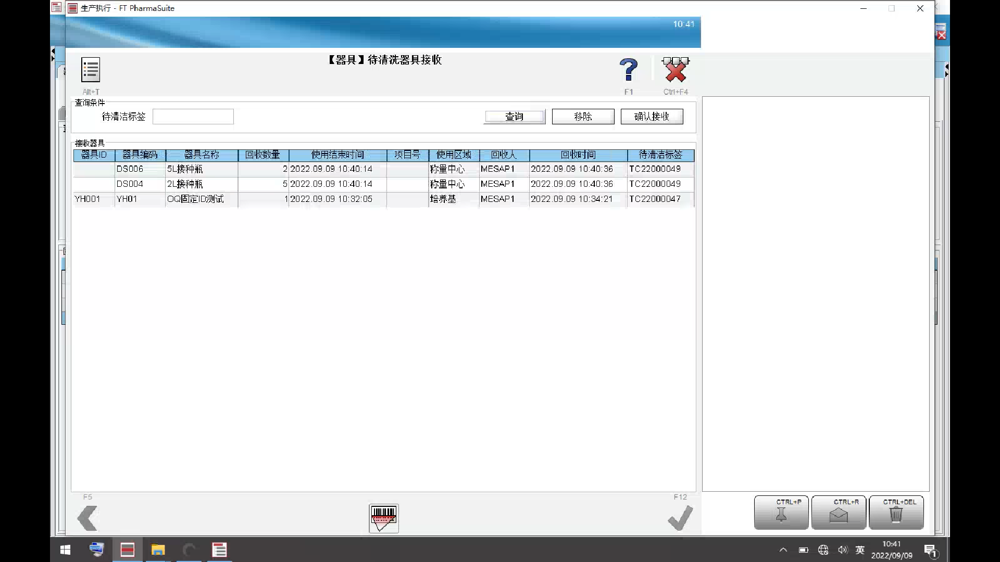 生产执行 - FT PharmaSuite
10:41
【器具】待清洗器具接收
Alt+T
F1
Ctrl+F4
查询条件
待清洁标签
查询
移除
确认接收
接收器具
器具ID 器具编码 器具名称 回收数量 使用结束时间 项目号 使用区域 回收人 回收时间 待清洁标签
DS006 5L接种瓶 2 2022.09.09 10:40:14 称量中心 MESAP1 2022.09.09 10:40:36 TC22000049
DS004 2L接种瓶 5 2022.09.09 10:40:14 称量中心 MESAP1 2022.09.09 10:40:36 TC22000049
YH001 YH01 OQ固定ID测试 1 2022.09.09 10:32:05 培养基 MESAP1 2022.09.09 10:34:21 TC22000047
F5
F12
CTRL+P
CTRL+R
CTRL+DEL
英
10:41
2022/09/09
1